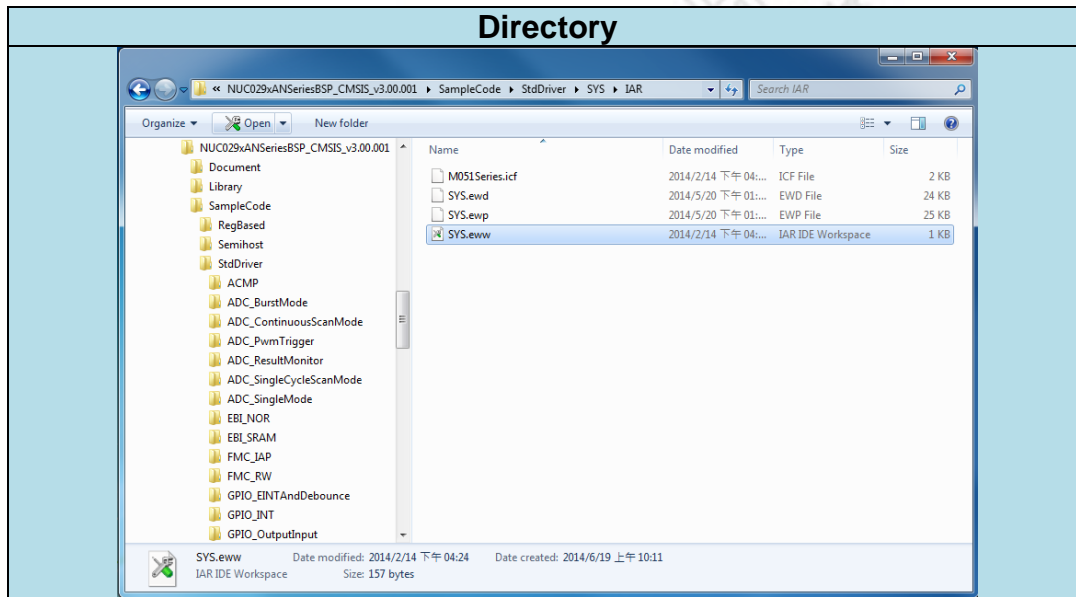 Directory
« NUC029xANSeriesBSP_CMSIS_v3.00.001 ▸ SampleCode ▸ StdDriver ▸ SYS ▸ IAR
Search IAR
Organize ▾ Open ▾ New folder
NUC029xANSeriesBSP_CMSIS_v3.00.001
Document
Library
SampleCode
RegBased
Semihost
StdDriver
ACMP
ADC_BurstMode
ADC_ContinuousScanMode
ADC_PwmTrigger
ADC_ResultMonitor
ADC_SingleCycleScanMode
ADC_SingleMode
EBI_NOR
EBI_SRAM
FMC_IAP
FMC_RW
GPIO_EINTAndDebounce
GPIO_INT
GPIO_OutputInput
Name Date modified Type Size
M051Series.icf 2014/2/14 下午 04:... ICF File 2 KB
SYS.ewd 2014/5/20 下午 01:... EWD File 24 KB
SYS.ewp 2014/5/20 下午 01:... EWP File 25 KB
SYS.eww 2014/2/14 下午 04:... IAR IDE Workspace 1 KB
SYS.eww Date modified: 2014/2/14 下午 04:24 Date created: 2014/6/19 上午 10:11
IAR IDE Workspace Size: 157 bytes